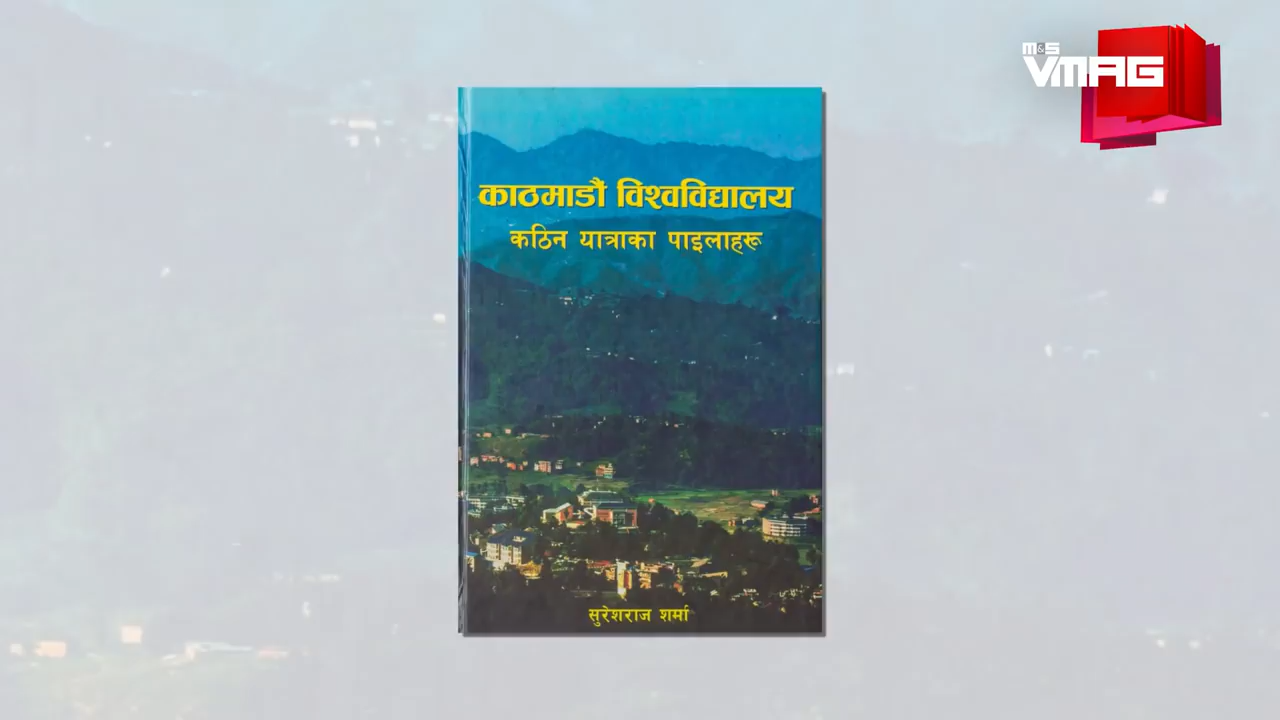 M&S
VMAG
काठमाडौं विश्वविद्यालय
कठिन यात्राका पाइलाहरू
सुरेशराज शर्मा